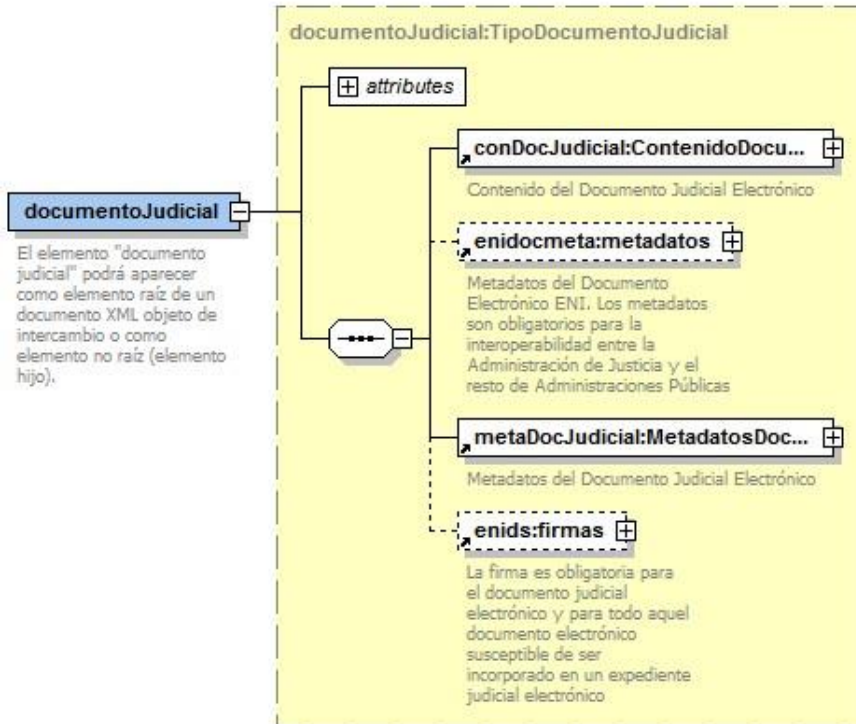 documentoJudicial:TipoDocumentoJudicial
attributes
documentoJudicial
El elemento "documento
judicial" podrá aparecer
como elemento raíz de un
documento XML objeto de
intercambio o como
elemento no raíz (elemento
hijo).
conDocJudicial:ContenidoDocu...
Contenido del Documento Judicial Electrónico
enidocmeta:metadatos
Metadatos del Documento
Electrónico ENI. Los metadatos
son obligatorios para la
interoperabilidad entre la
Administración de Justicia y el
resto de Administraciones Públicas
metaDocJudicial:MetadatosDoc...
Metadatos del Documento Judicial Electrónico
enids:firmas
La firma es obligatoria para
el documento judicial
electrónico y para todo aquel
documento electrónico
susceptible de ser
incorporado en un expediente
judicial electrónico